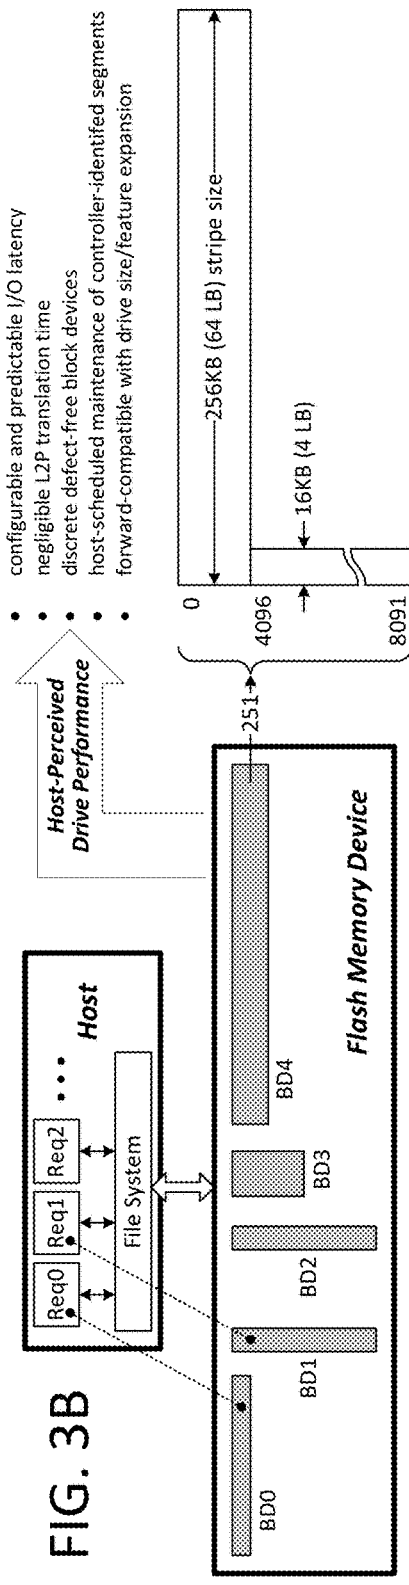 FIG. 3B
Req0
Req1
Req2
• • •
Host
File System
Host-Perceived
Drive Performance
• configurable and predictable I/O latency
• negligible L2P translation time
• discrete defect-free block devices
• host-scheduled maintenance of controller-identifed segments
• forward-compatible with drive size/feature expansion
BD0
BD1
BD2
BD3
BD4
Flash Memory Device
251
0
4096
8091
256KB (64 LB) stripe size
16KB (4 LB)